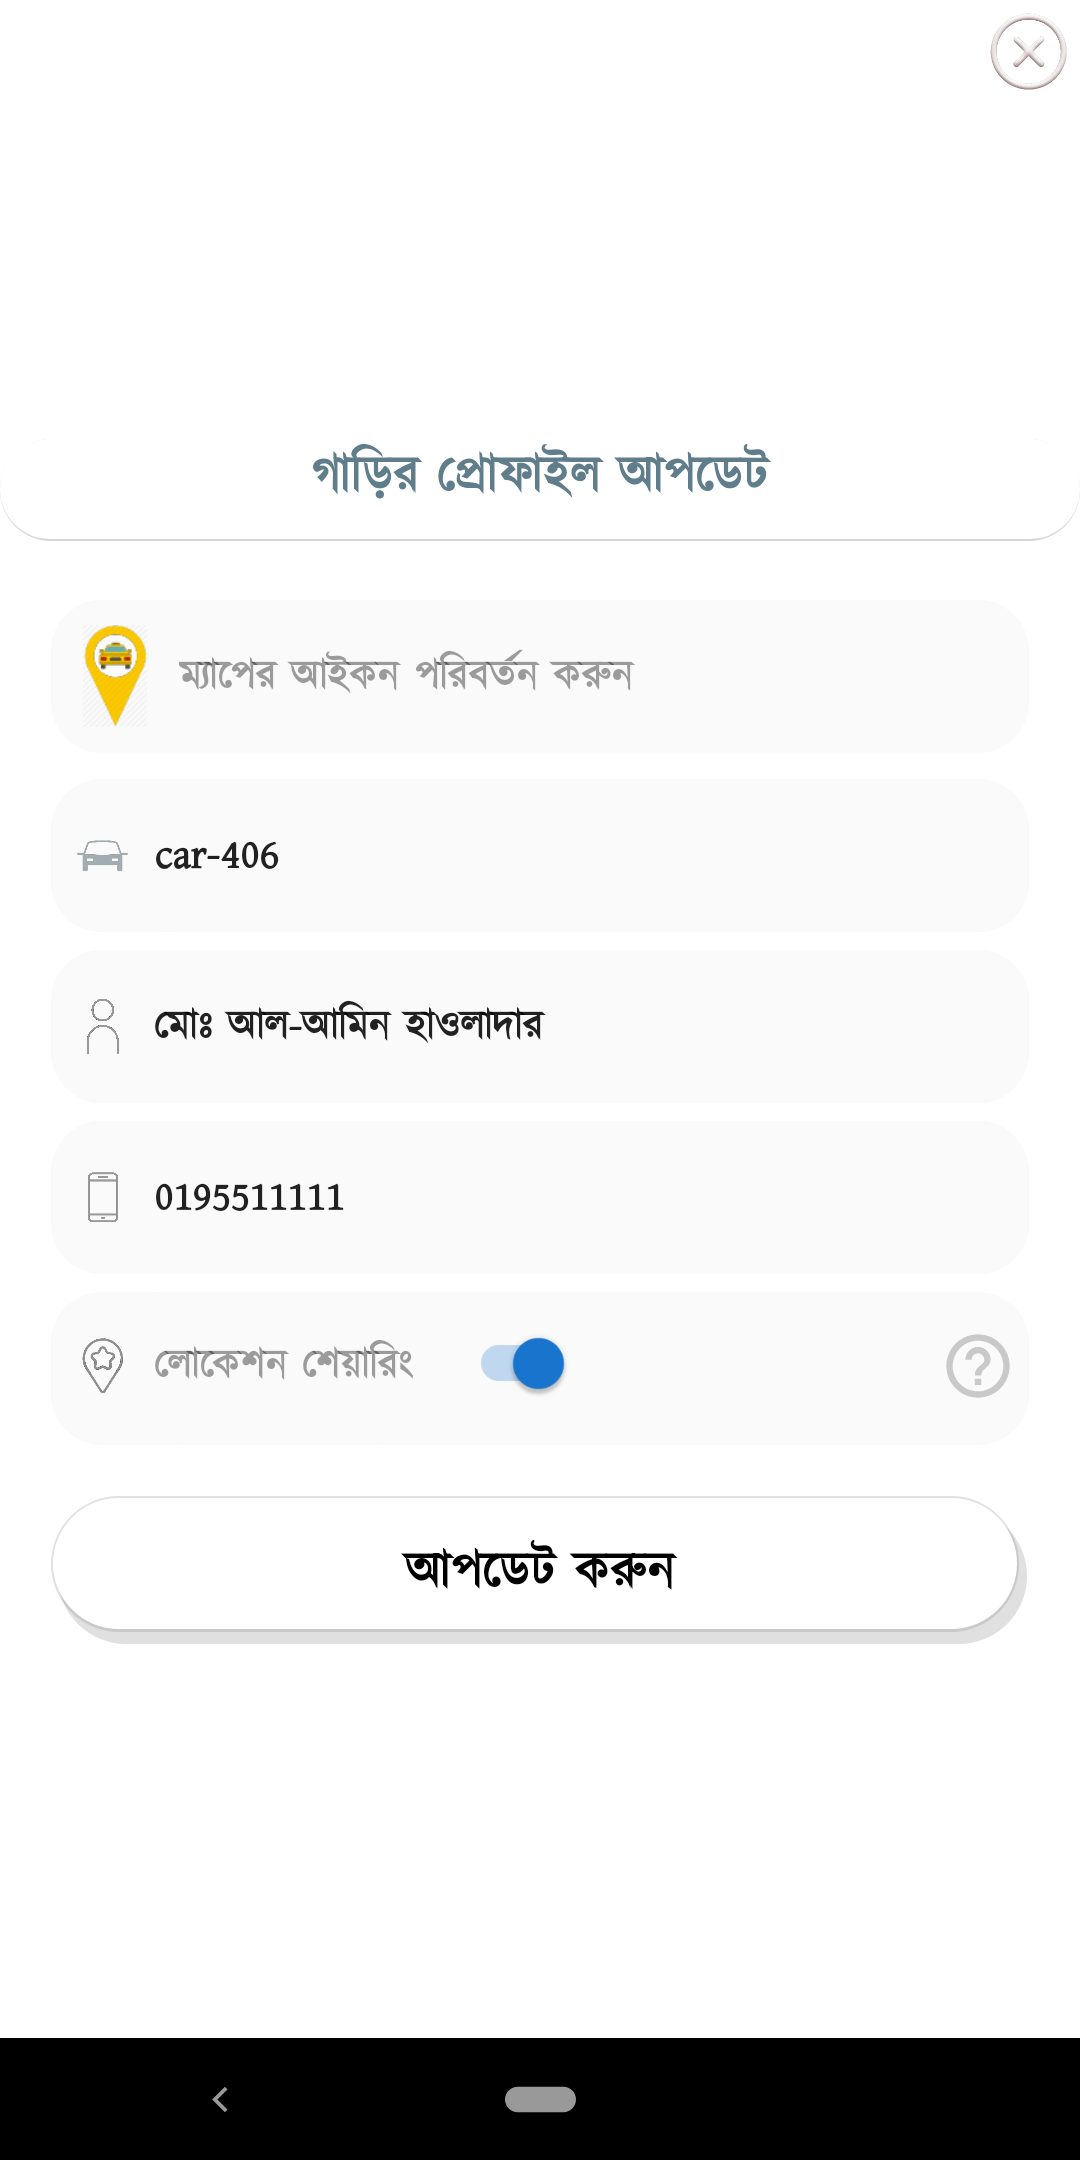 গাড়ির প্রোফাইল আপডেট
ম্যাপের আইকন পরিবর্তন করুন
car-406
মোঃ আল-আমিন হাওলাদার
0195511111
লোকেশন শেয়ারিং
আপডেট করুন